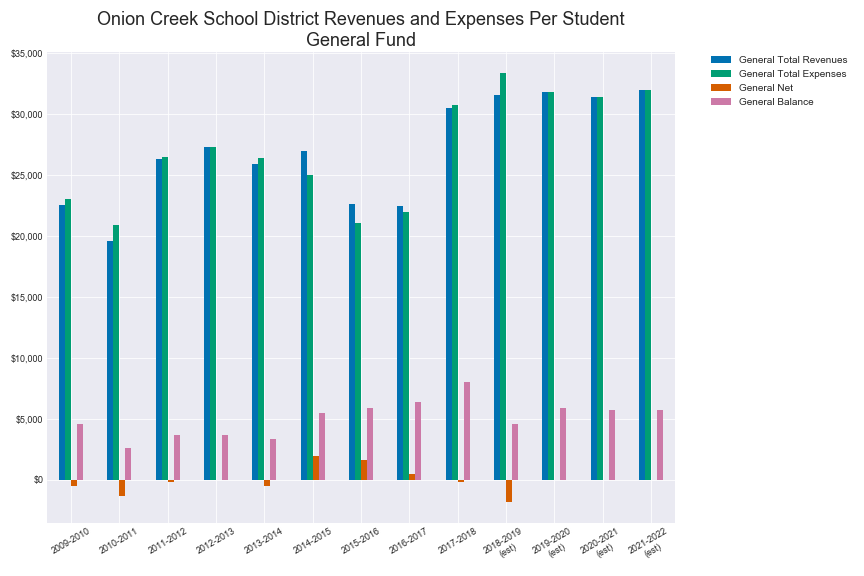 Onion Creek School District Revenues and Expenses Per Student
General Fund
$35,000
$30,000
$25,000
$20,000
$15,000
$10,000
$5,000
$0
2009-2010
2010-2011
2011-2012
2012-2013
2013-2014
2014-2015
2015-2016
2016-2017
2017-2018
2018-2019
(est)
2019-2020
(est)
2020-2021
(est)
2021-2022
(est)
General Total Revenues
General Total Expenses
General Net
General Balance